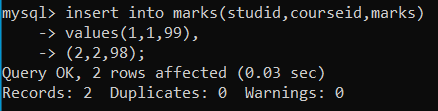 mysql> insert into marks(studid,courseid,marks)
    -> values(1,1,99),
    -> (2,2,98);
Query OK, 2 rows affected (0.03 sec)
Records: 2  Duplicates: 0  Warnings: 0